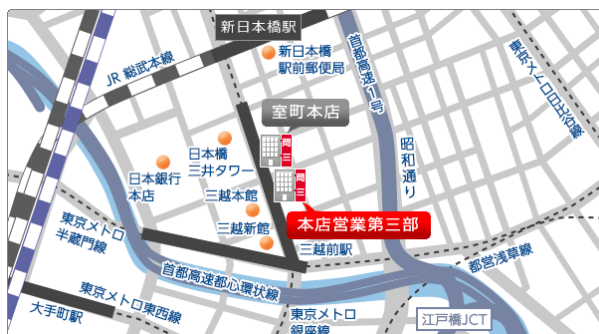 新日本橋駅
JR 総武本線
新日本橋
駅前郵便局
首都高速1号
東京メトロ日比谷線
室町本店
昭和通り
日本橋
三井タワー
岡
三
日本銀行
本店
三越本館
岡
三
三越新館
本店営業第三部
東京メトロ
半蔵門線
三越前駅
都営浅草線
首都高速都心環状線
東京メトロ東西線
大手町駅
東京メトロ
銀座線
江戸橋JCT